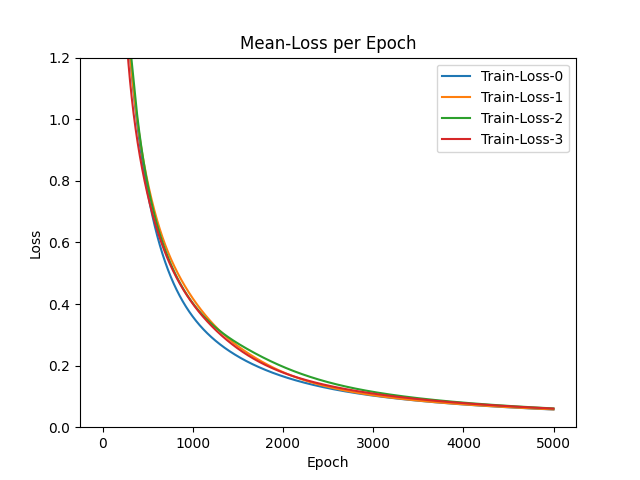 Mean-Loss per Epoch
1.2
1.0
0.8
0.6
0.4
0.2
0.0
Loss
Train-Loss-0
Train-Loss-1
Train-Loss-2
Train-Loss-3
0 1000 2000 3000 4000 5000
Epoch